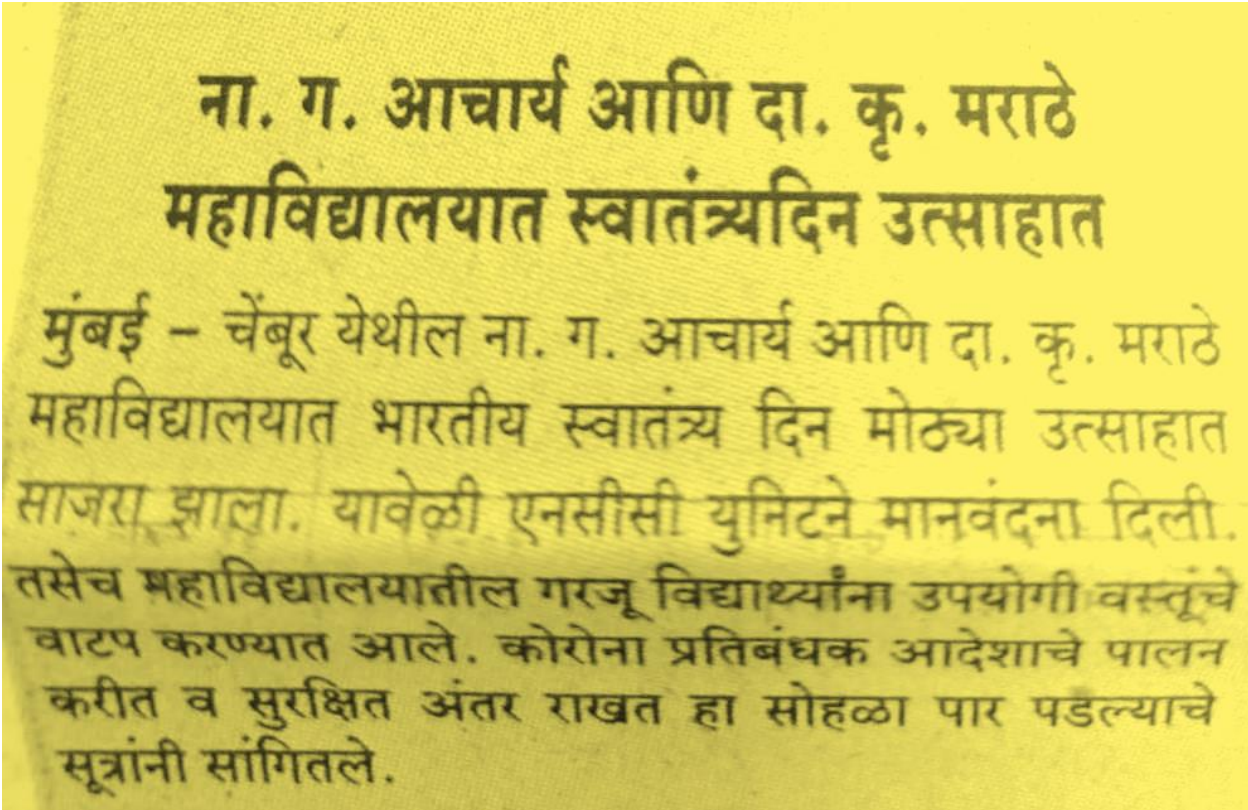 ना. ग. आचार्य आणि दा. कृ. मराठे
महाविद्यालयात स्वातंत्र्यदिन उत्साहात
मुंबई – चेंबूर येथील ना. ग. आचार्य आणि दा. कृ. मराठे
महाविद्यालयात भारतीय स्वातंत्र्य दिन मोठ्या उत्साहात
साजरा झाला. यावेळी एनसीसी युनिटने मानवंदना दिली.
तसेच महाविद्यालयातील गरजू विद्यार्थ्यांना उपयोगी वस्तूंचे
वाटप करण्यात आले. कोरोना प्रतिबंधक आदेशाचे पालन
करीत व सुरक्षित अंतर राखत हा सोहळा पार पडल्याचे
सूत्रांनी सांगितले.